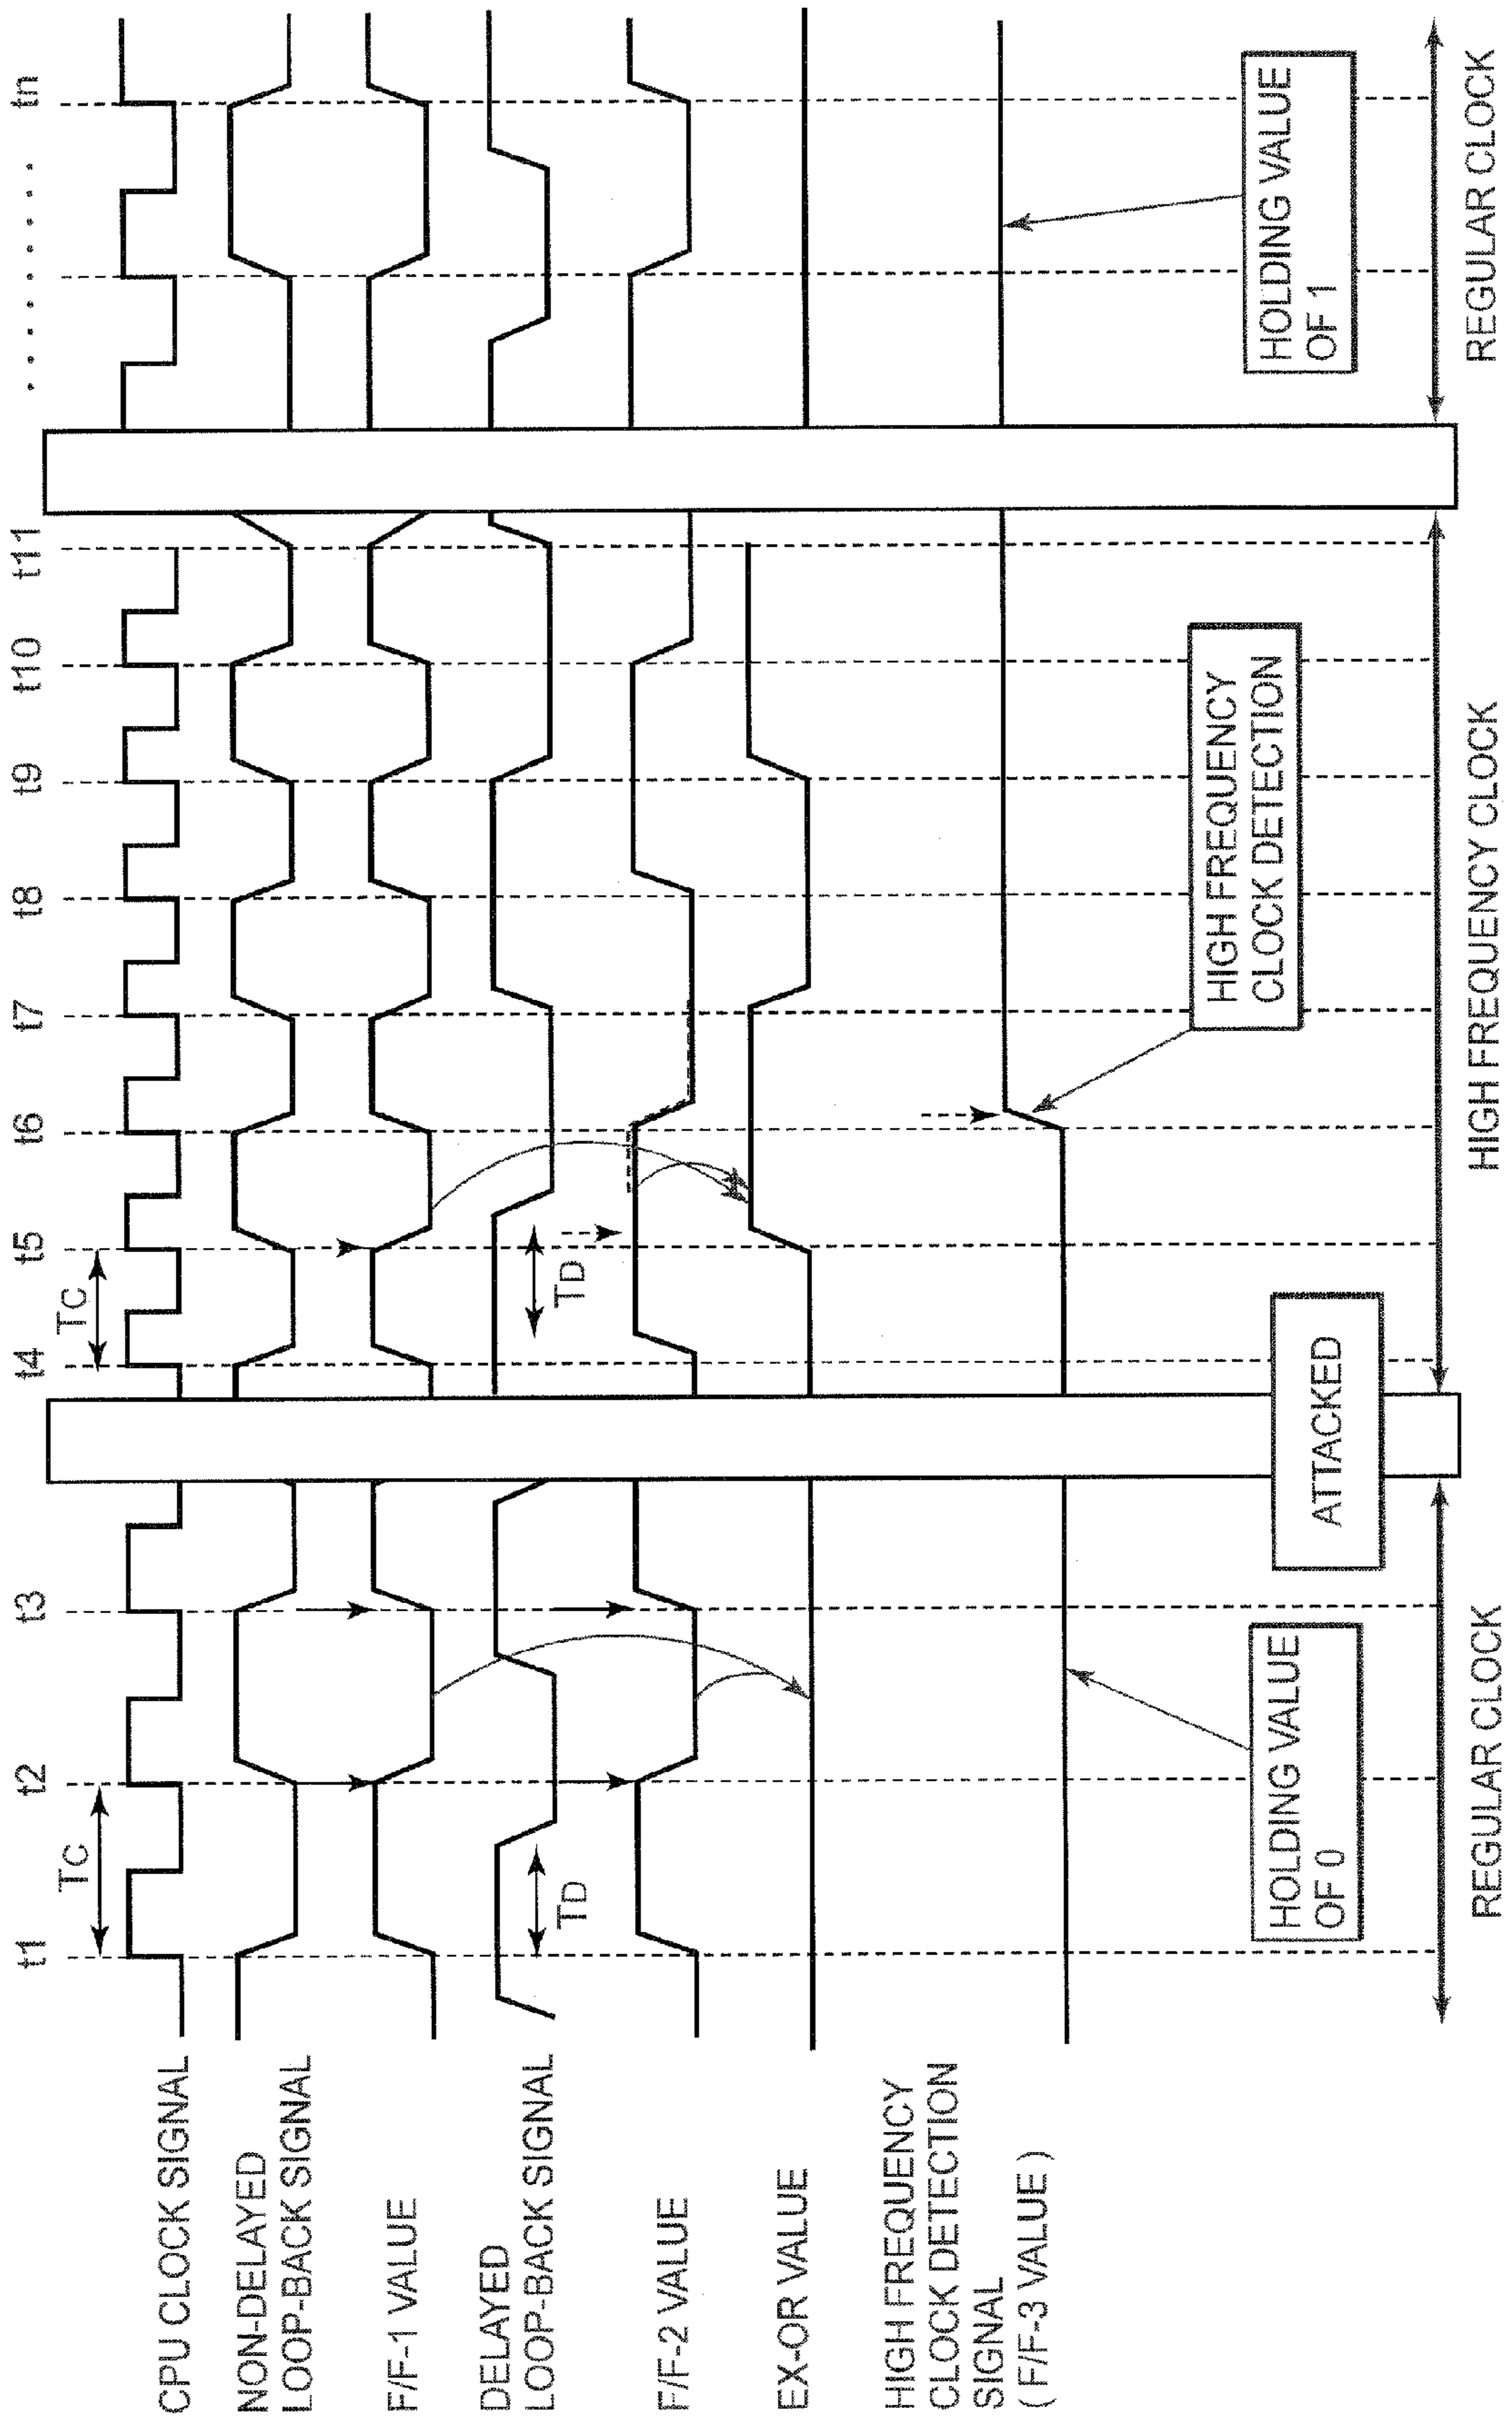 t1
t2
t3
t4
t5
t6
t7
t8
t9
t10
t11
. . . . . . . .
tn
TC
TC
CPU CLOCK SIGNAL
NON-DELAYED
LOOP-BACK SIGNAL
F/F-1 VALUE
DELAYED
LOOP-BACK SIGNAL
TD
TD
F/F-2 VALUE
EX-OR VALUE
HIGH FREQUENCY
CLOCK DETECTION
SIGNAL
( F/F-3 VALUE )
HOLDING VALUE
OF 0
ATTACKED
HIGH FREQUENCY
CLOCK DETECTION
HOLDING VALUE
OF 1
REGULAR CLOCK
HIGH FREQUENCY CLOCK
REGULAR CLOCK